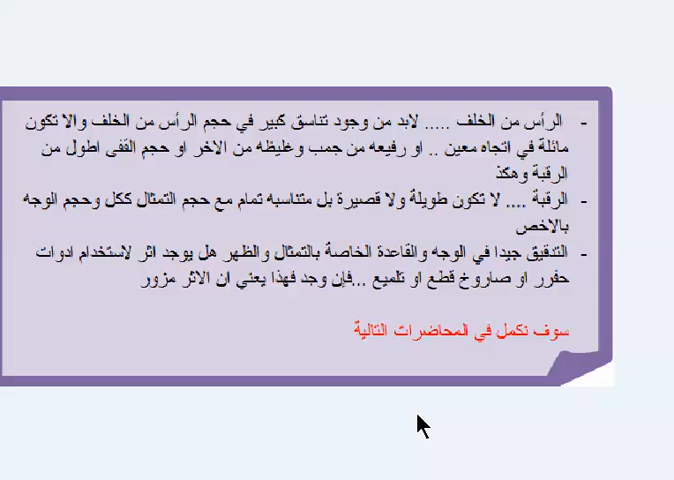 - الرأس من الخلف ..... لابد من وجود تناسق كبير في حجم الرأس من الخلف والا تكون
مائلة في اتجاه معين .. او رفيعه من جمب وغليظه من الاخر او حجم القفى اطول من
الرقبة وهكذ
- الرقبة .... لا تكون طويلة ولا قصيرة بل متناسبه تمام مع حجم التمثال ككل وحجم الوجه
بالاخص
- التدقيق جيدا في الوجه والقاعدة الخاصة بالتمثال والظهر هل يوجد اثر لاستخدام ادوات
حفرر او صاروخ قطع او تلميع ...فإن وجد فهذا يعني ان الاثر مزور
سوف نكمل في المحاضرات التالية